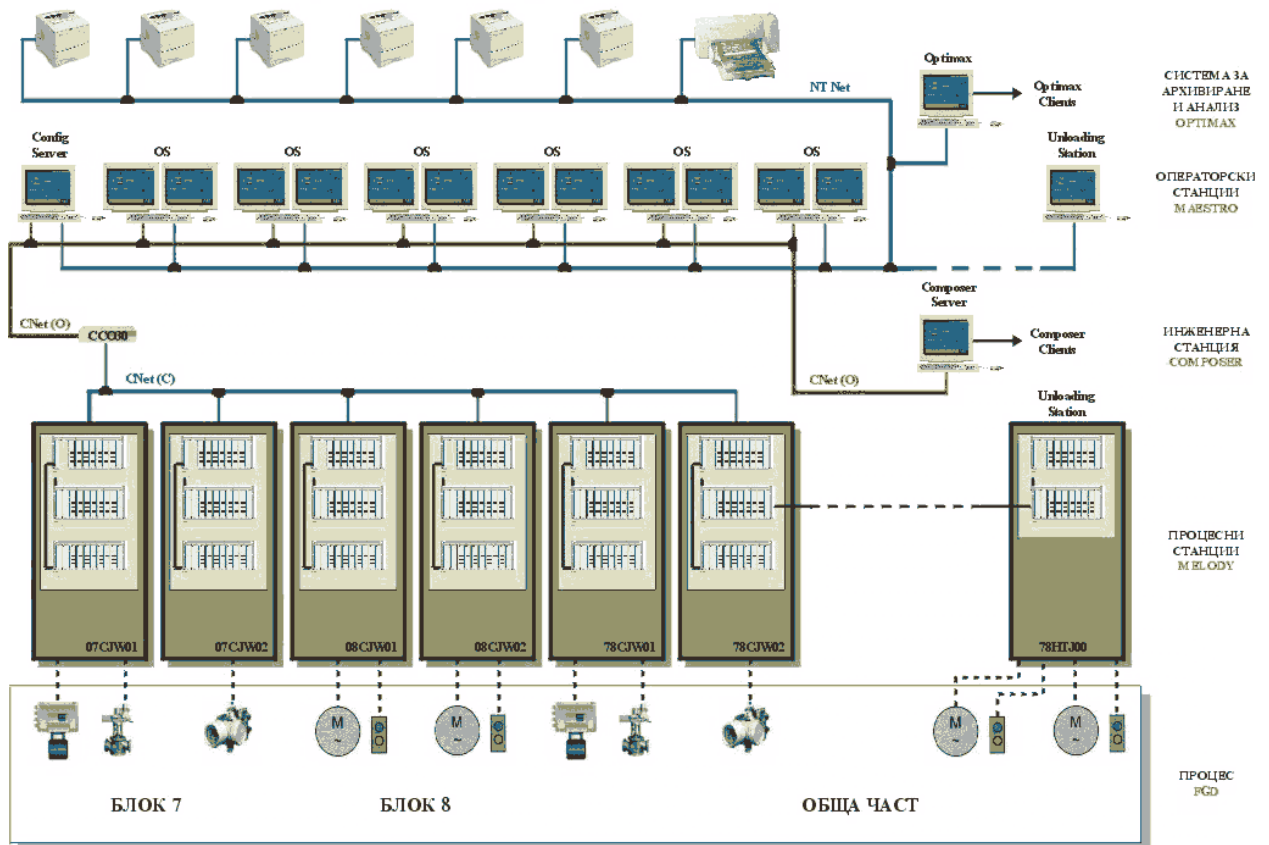 Optimax
NT Net
Optimax
Clients
СИСТЕМА ЗА
АРХИВИРАНЕ
И АНАЛИЗ
OPTIMAX
Config
Server
OS
OS
OS
OS
OS
OS
Unloading
Station
ОПЕРАТОРСКИ
СТАНЦИИ
MAESTRO
Composer
Server
CNet (O)
CCO30
Composer
Clients
ИНЖЕНЕРНА
СТАНЦИЯ
COMPOSER
CNet (C)
CNet (O)
Unloading
Station
ПРОЦЕСНИ
СТАНЦИИ
MELODY
07CJW01
07CJW02
08CJW01
08CJW02
78CJW01
78CJW02
78HTJ00
M
~
M
~
M
~
M
~
ПРОЦЕС
FGD
БЛОК 7
БЛОК 8
ОБЩА ЧАСТ